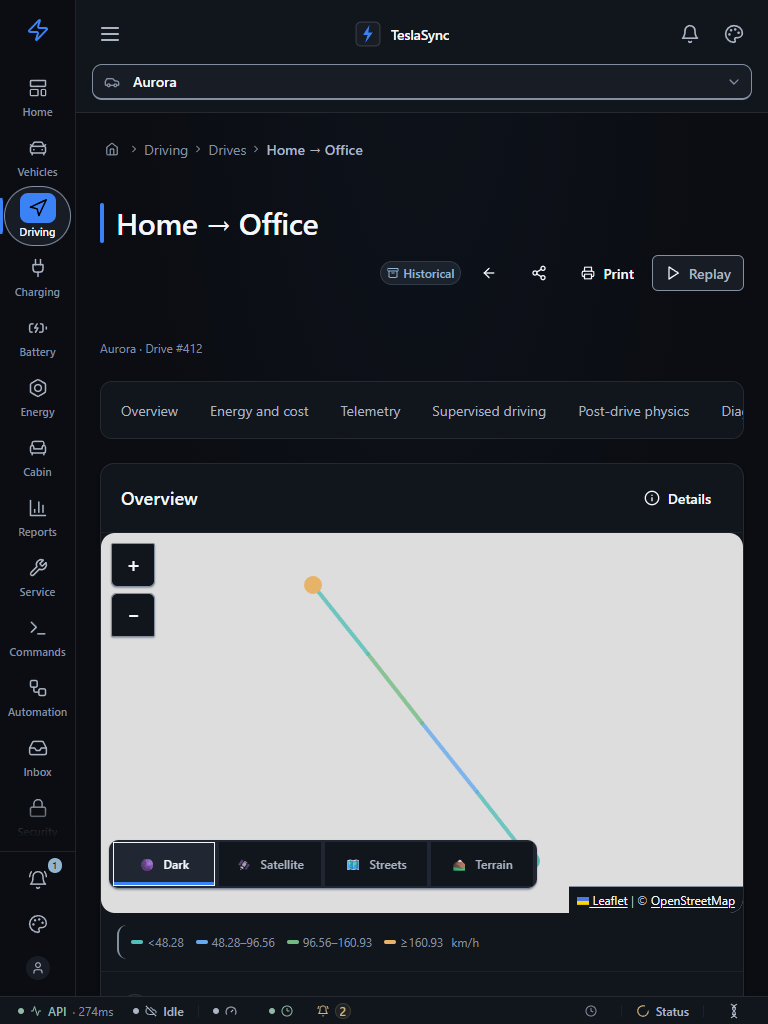 TeslaSync
Aurora
Home
Vehicles
Driving
Charging
Battery
Energy
Cabin
Reports
Service
Commands
Automation
Inbox
Security
1
Driving Drives Home → Office
Home → Office
Historical Print Replay
Aurora · Drive #412
Overview Energy and cost Telemetry Supervised driving Post-drive physics Dia
Overview Details
+
−
Dark Satellite Streets Terrain
Leaflet | © OpenStreetMap
<48.28 48.28–96.56 96.56–160.93 ≥160.93 km/h
API · 274ms Idle 2 Status